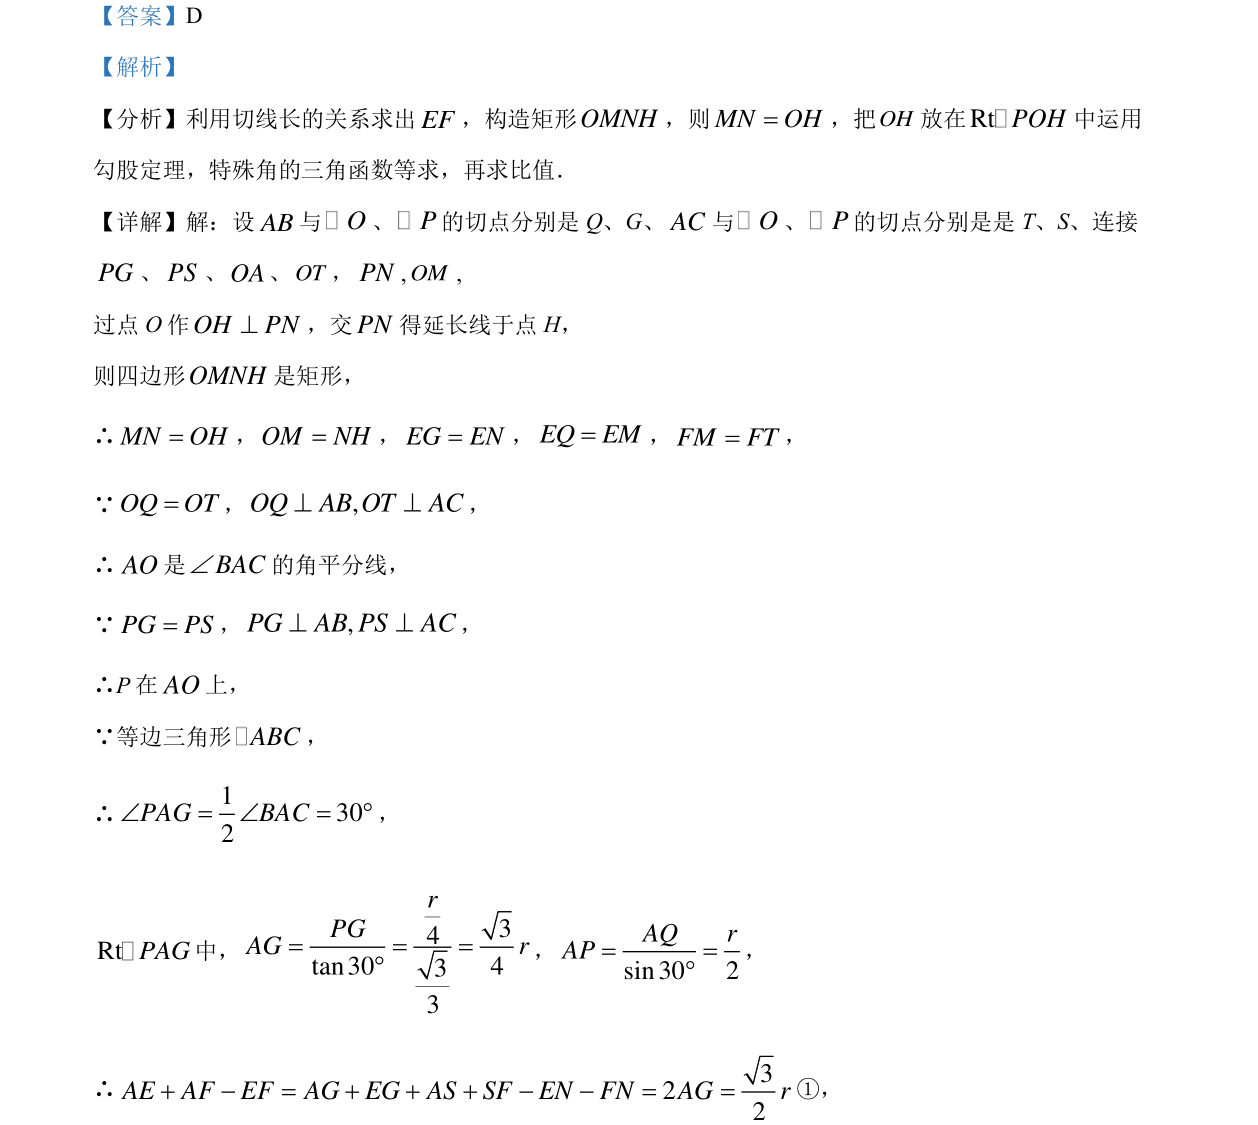 【答案】D
【解析】
【分析】利用切线长的关系求出 EF，构造矩形 OMNH，则 MN = OH，把 OH 放在 Rt□ POH 中运用
勾股定理，特殊角的三角函数等求，再求比值．
【详解】解：设 AB 与□ O、□ P 的切点分别是 Q、G、AC 与□ O、□ P 的切点分别是是 T、S、连接
PG、PS、OA、OT，PN ,OM，
过点 O 作 OH ⊥ PN，交 PN 得延长线于点 H，
则四边形 OMNH 是矩形，
∴ MN = OH，OM = NH，EG = EN，EQ = EM，FM = FT，
∵ OQ = OT，OQ ⊥ AB, OT ⊥ AC，
∴ AO 是 ∠BAC 的角平分线，
∵ PG = PS，PG ⊥ AB, PS ⊥ AC，
∴P 在 AO 上，
∵等边三角形□ABC，
∴ ∠PAG = 1/2 ∠BAC = 30°，
Rt□ PAG 中，AG = PG/tan30° = (r/4)/(√3/3) = √3/4 r，AP = AQ/sin30° = r/2，
∴ AE + AF − EF = AG + EG + AS + SF − EN − FN = 2AG = √3/2 r ①，